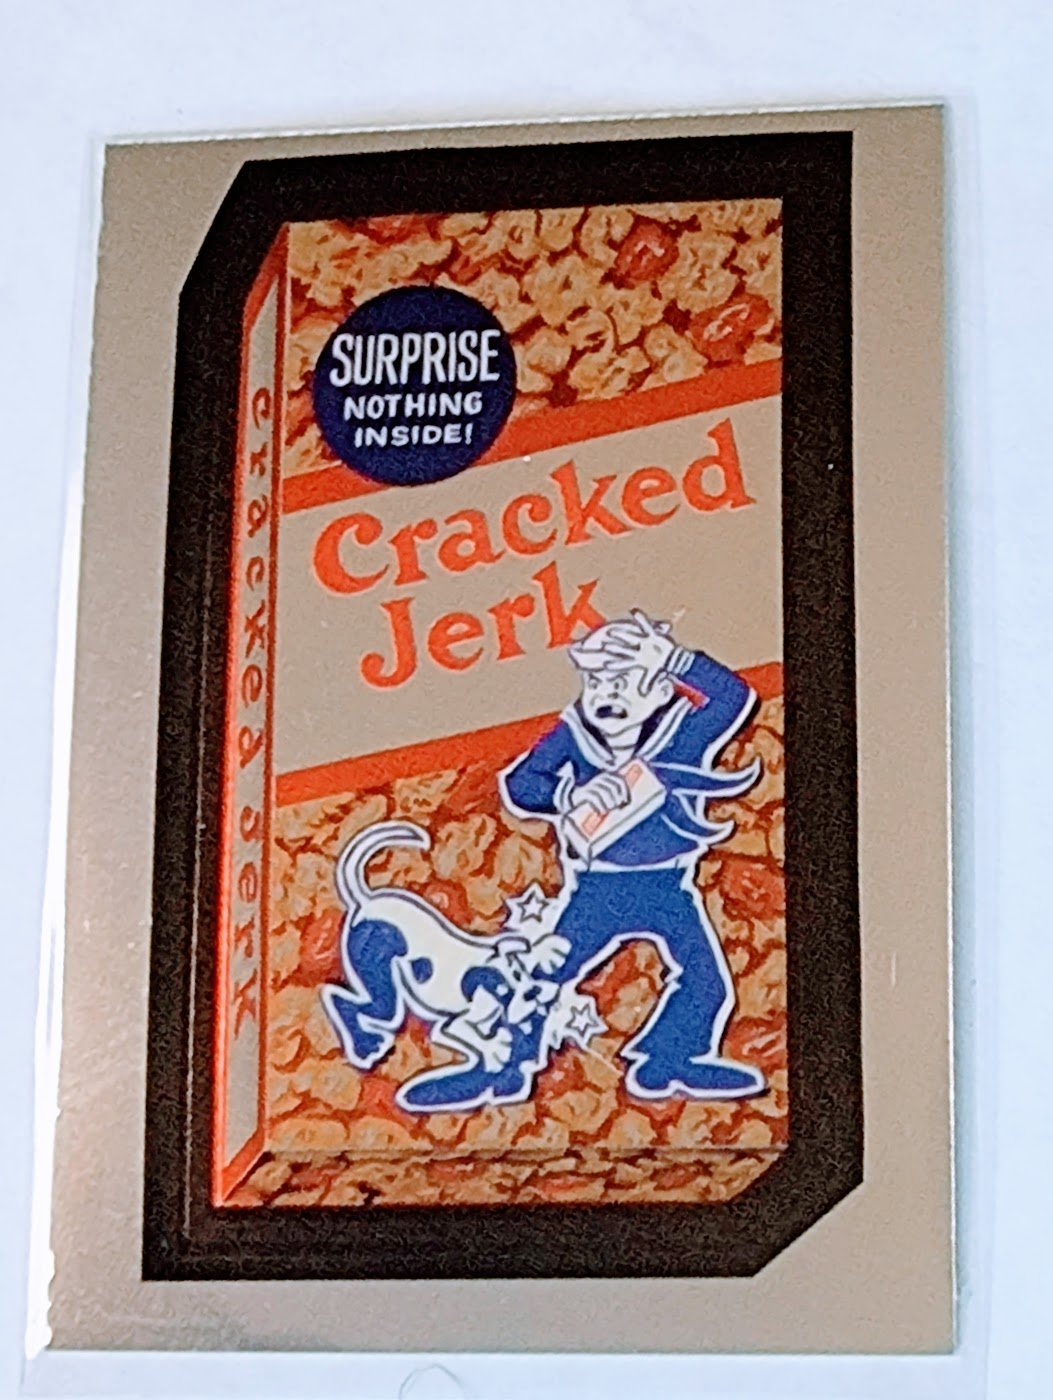 SURPRISE
NOTHING
INSIDE!
Cracked
Jerk
cracked Jerk